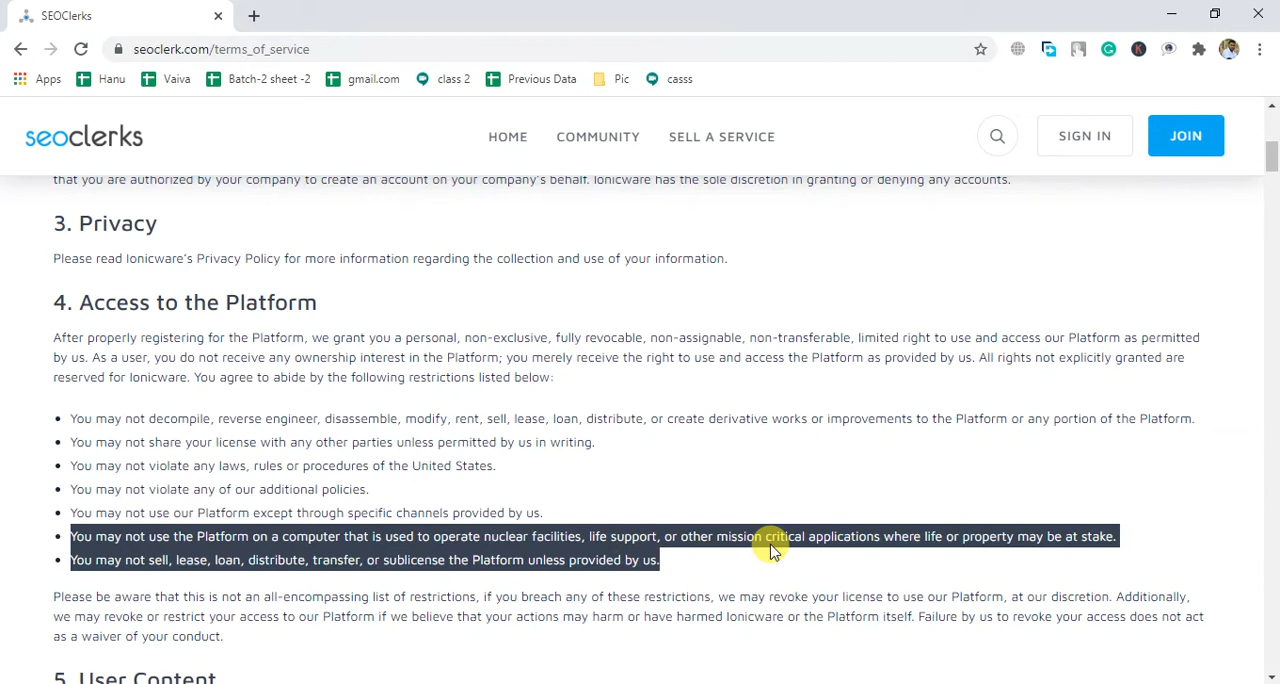 SEOClerks
seoclerk.com/terms_of_service
Apps Hanu Vaiva Batch-2 sheet -2 gmail.com class 2 Previous Data Pic casss
seoclerks HOME COMMUNITY SELL A SERVICE SIGN IN JOIN
that you are authorized by your company to create an account on your company's behalf. Ionicware has the sole discretion in granting or denying any accounts.
3. Privacy
Please read Ionicware's Privacy Policy for more information regarding the collection and use of your information.
4. Access to the Platform
After properly registering for the Platform, we grant you a personal, non-exclusive, fully revocable, non-assignable, non-transferable, limited right to use and access our Platform as permitted
by us. As a user, you do not receive any ownership interest in the Platform; you merely receive the right to use and access the Platform as provided by us. All rights not explicitly granted are
reserved for Ionicware. You agree to abide by the following restrictions listed below:
• You may not decompile, reverse engineer, disassemble, modify, rent, sell, lease, loan, distribute, or create derivative works or improvements to the Platform or any portion of the Platform.
• You may not share your license with any other parties unless permitted by us in writing.
• You may not violate any laws, rules or procedures of the United States.
• You may not violate any of our additional policies.
• You may not use our Platform except through specific channels provided by us.
• You may not use the Platform on a computer that is used to operate nuclear facilities, life support, or other mission critical applications where life or property may be at stake.
• You may not sell, lease, loan, distribute, transfer, or sublicense the Platform unless provided by us.
Please be aware that this is not an all-encompassing list of restrictions, if you breach any of these restrictions, we may revoke your license to use our Platform, at our discretion. Additionally,
we may revoke or restrict your access to our Platform if we believe that your actions may harm or have harmed Ionicware or the Platform itself. Failure by us to revoke your access does not act
as a waiver of your conduct.
5. User Content